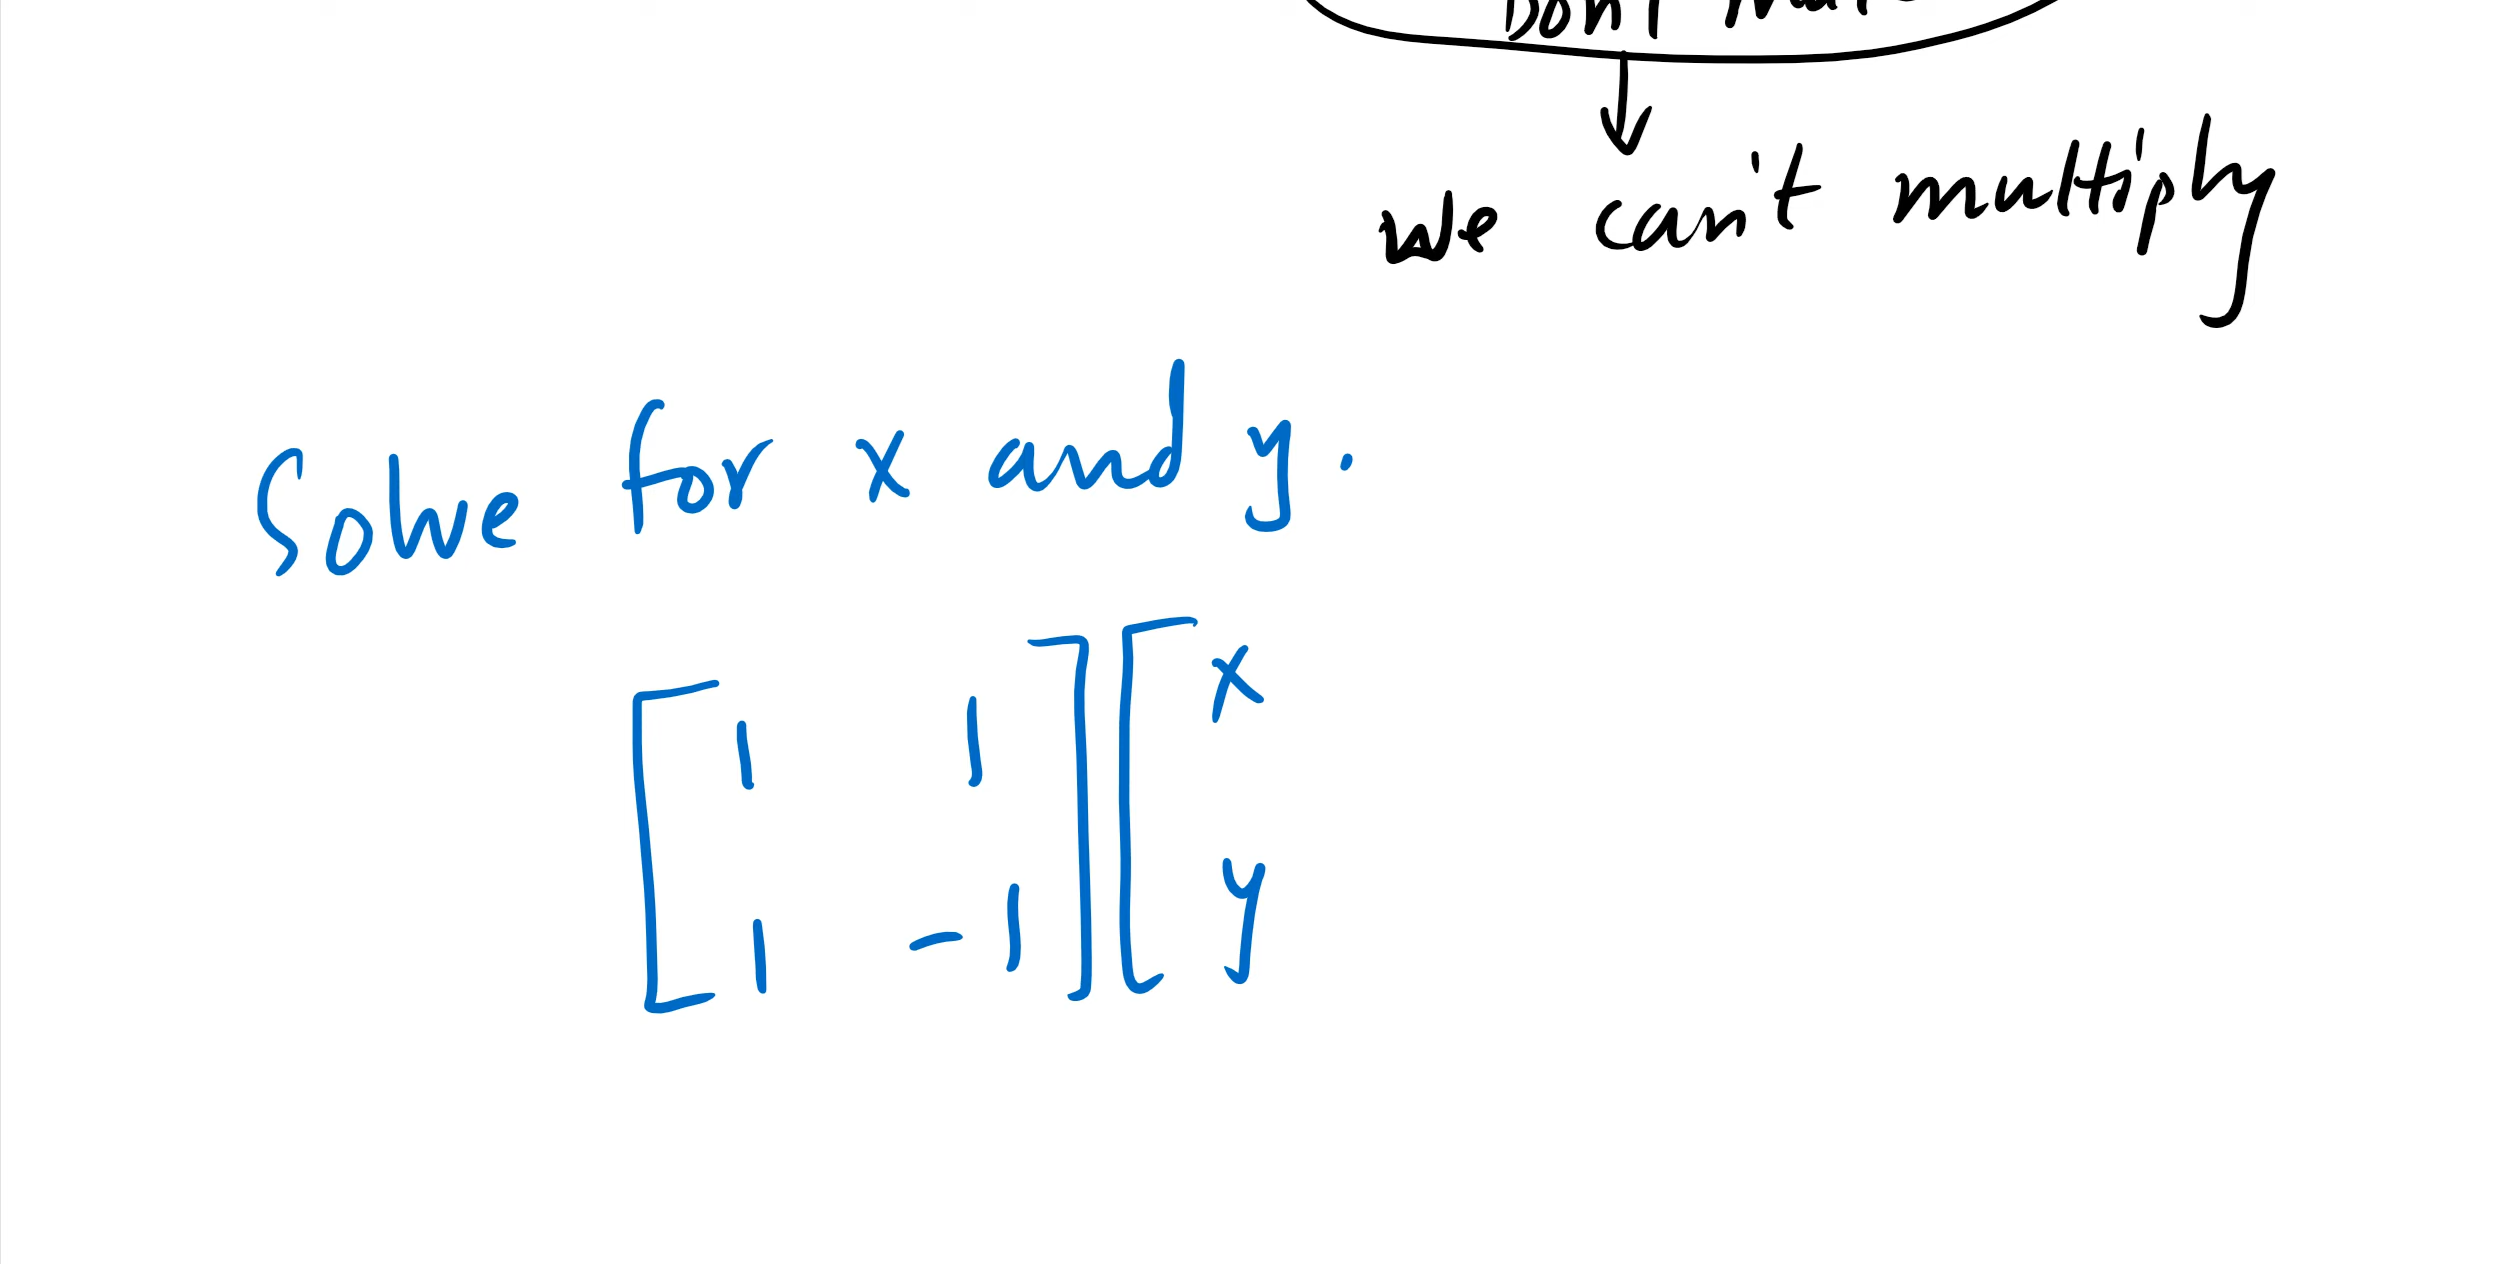 we can't multiply
Solve for x and y.
[ 1 1 ] [ x
1 -1 y